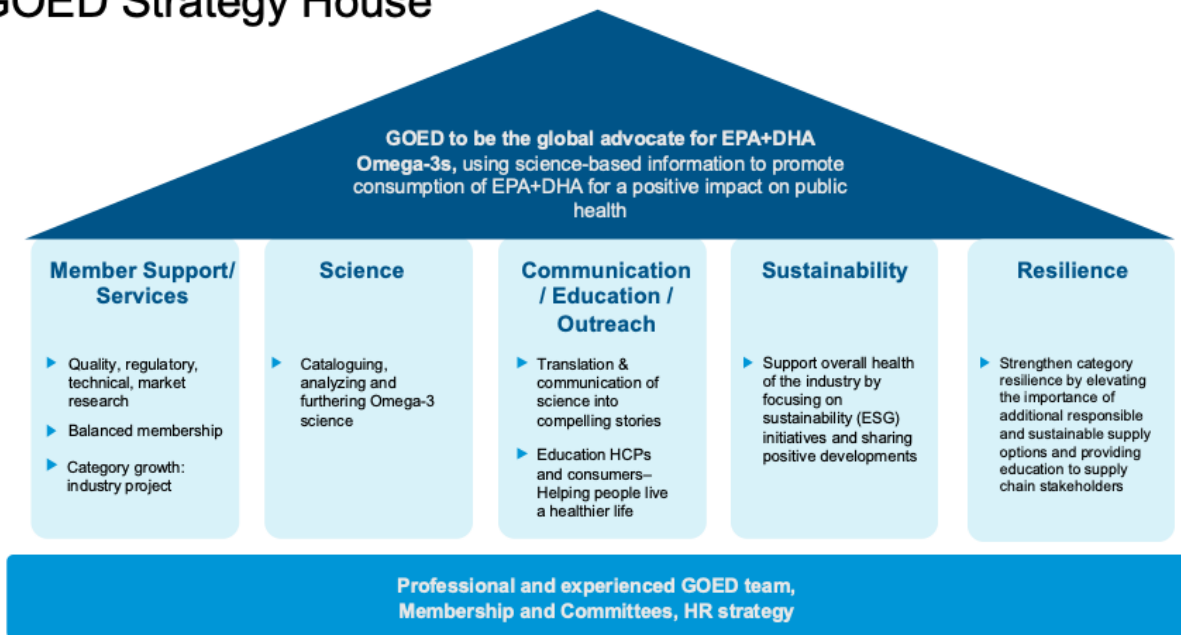 GOED Strategy House
GOED to be the global advocate for EPA+DHA
Omega-3s, using science-based information to promote
consumption of EPA+DHA for a positive impact on public
health
Member Support/
Services
Quality, regulatory,
technical, market
research
Balanced membership
Category growth:
industry project
Science
Cataloguing,
analyzing and
furthering Omega-3
science
Communication
/ Education /
Outreach
Translation &
communication of
science into
compelling stories
Education HCPs
and consumers–
Helping people live
a healthier life
Sustainability
Support overall health
of the industry by
focusing on
sustainability (ESG)
initiatives and sharing
positive developments
Resilience
Strengthen category
resilience by elevating
the importance of
additional responsible
and sustainable supply
options and providing
education to supply
chain stakeholders
Professional and experienced GOED team,
Membership and Committees, HR strategy